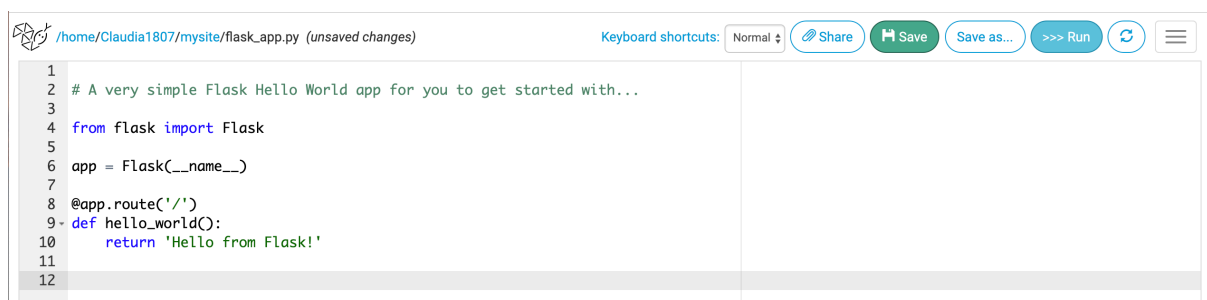 /home/Claudia1807/mysite/flask_app.py (unsaved changes) Keyboard shortcuts: Normal Share Save Save as... >>> Run
1
2 # A very simple Flask Hello World app for you to get started with...
3
4 from flask import Flask
5
6 app = Flask(__name__)
7
8 @app.route('/')
9 def hello_world():
10     return 'Hello from Flask!'
11
12